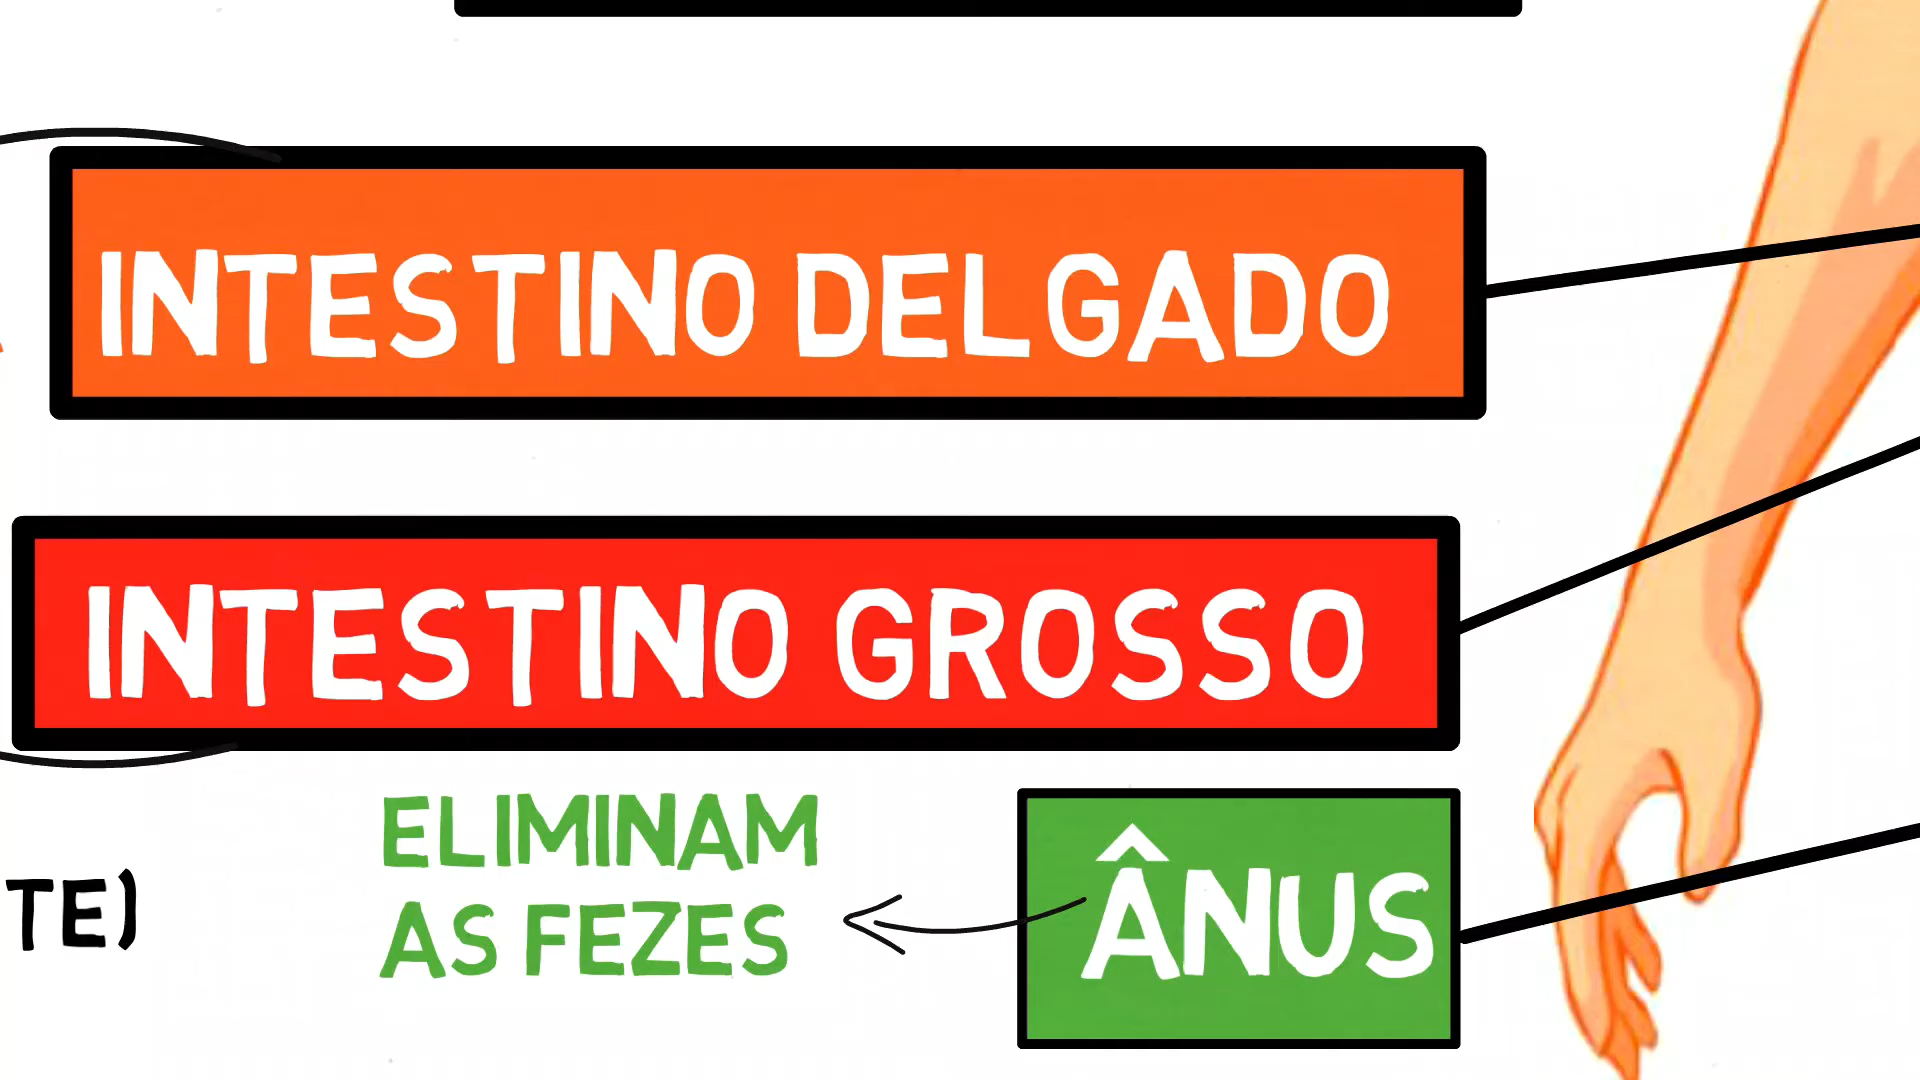 INTESTINO DELGADO
INTESTINO GROSSO
ELIMINAM
AS FEZES
ÂNUS
TE)